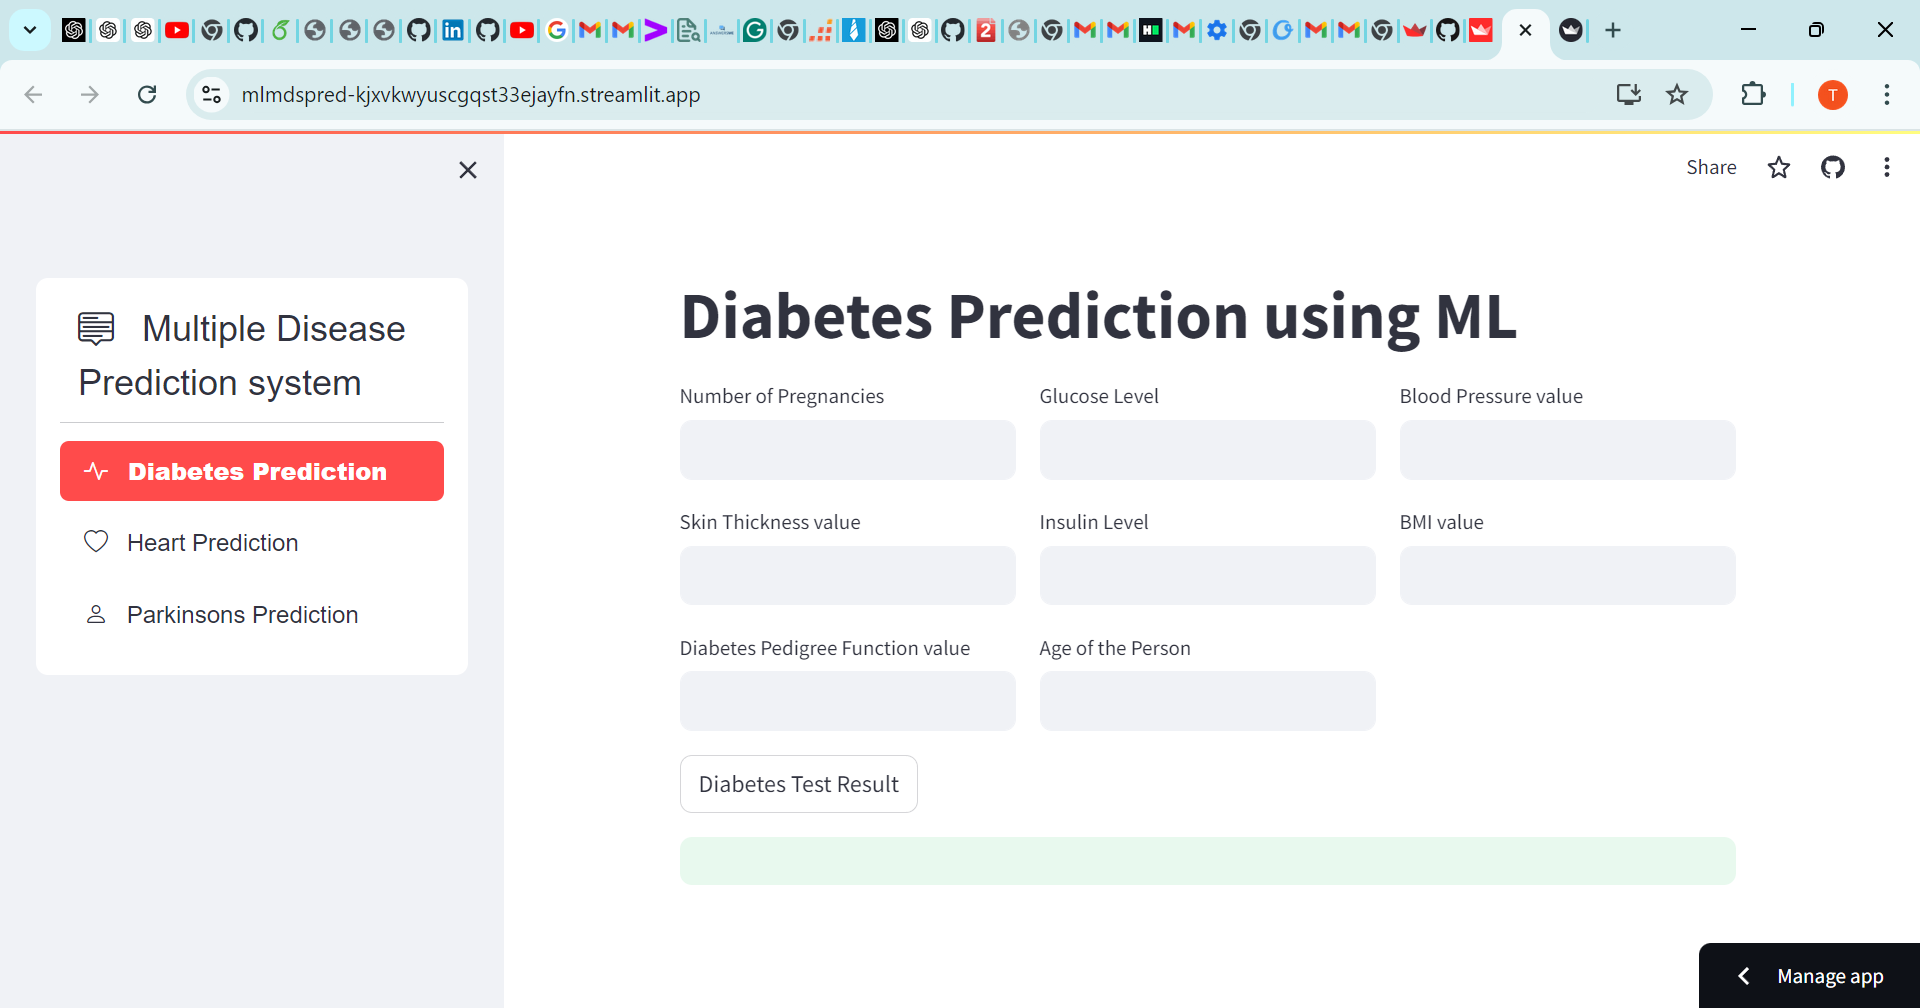 2
H
T
mlmdspred-kjxvkwyuscgqst33ejayfn.streamlit.app
Share
Multiple Disease
Prediction system
Diabetes Prediction
Heart Prediction
Parkinsons Prediction
Diabetes Prediction using ML
Number of Pregnancies
Glucose Level
Blood Pressure value
Skin Thickness value
Insulin Level
BMI value
Diabetes Pedigree Function value
Age of the Person
Diabetes Test Result
Manage app